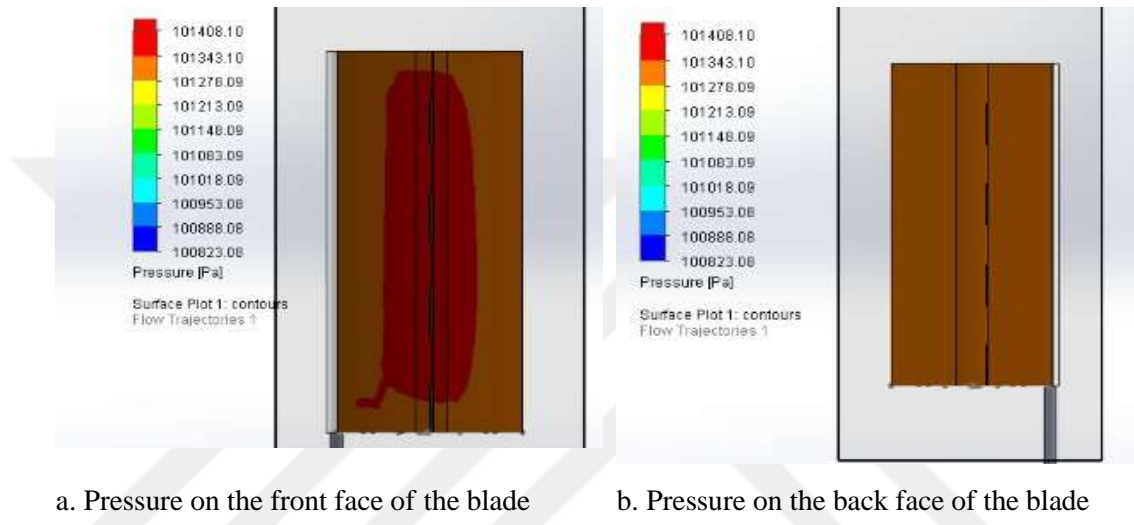 101408.10
101343.10
101278.09
101213.09
101148.09
101083.09
101018.09
100953.08
100888.08
100823.08
Pressure [Pa]
Surface Plot 1: contours
Flow Trajectories 1
101408.10
101343.10
101278.09
101213.09
101148.09
101083.09
101018.09
100953.08
100888.08
100823.08
Pressure [Pa]
Surface Plot 1: contours
Flow Trajectories 1
a. Pressure on the front face of the blade
b. Pressure on the back face of the blade